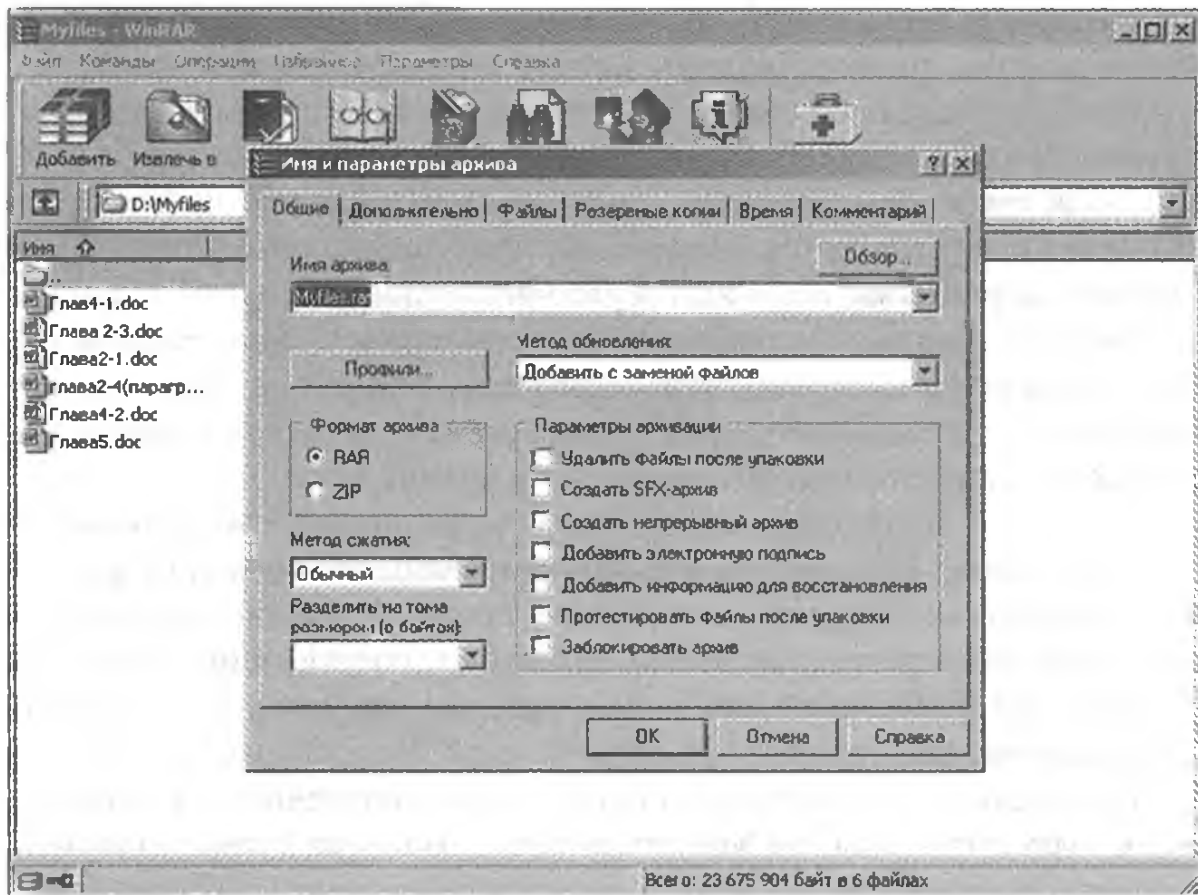 Myfiles - WinRAR
Файл Команды Операции Избранное Параметры Справка
Добавить Извлечь в
D:\Myfiles
Имя
..
Глав4-1.doc
Глава 2-3.doc
Глава2-1.doc
глава2-4(парагр...
Глава4-2.doc
Глава5.doc
Имя и параметры архива
Общие Дополнительно Файлы Резервные копии Время Комментарий
Имя архива
Обзор...
Myfiles.rar
Метод обновления:
Профили...
Добавить с заменой файлов
Формат архива
RAR
ZIP
Метод сжатия:
Обычный
Разделить на тома
размером (в байтах):
Параметры архивации
Удалить файлы после упаковки
Создать SFX-архив
Создать непрерывный архив
Добавить электронную подпись
Добавить информацию для восстановления
Протестировать файлы после упаковки
Заблокировать архив
OK Отмена Справка
Всего: 23 675 904 байт в 6 файлах